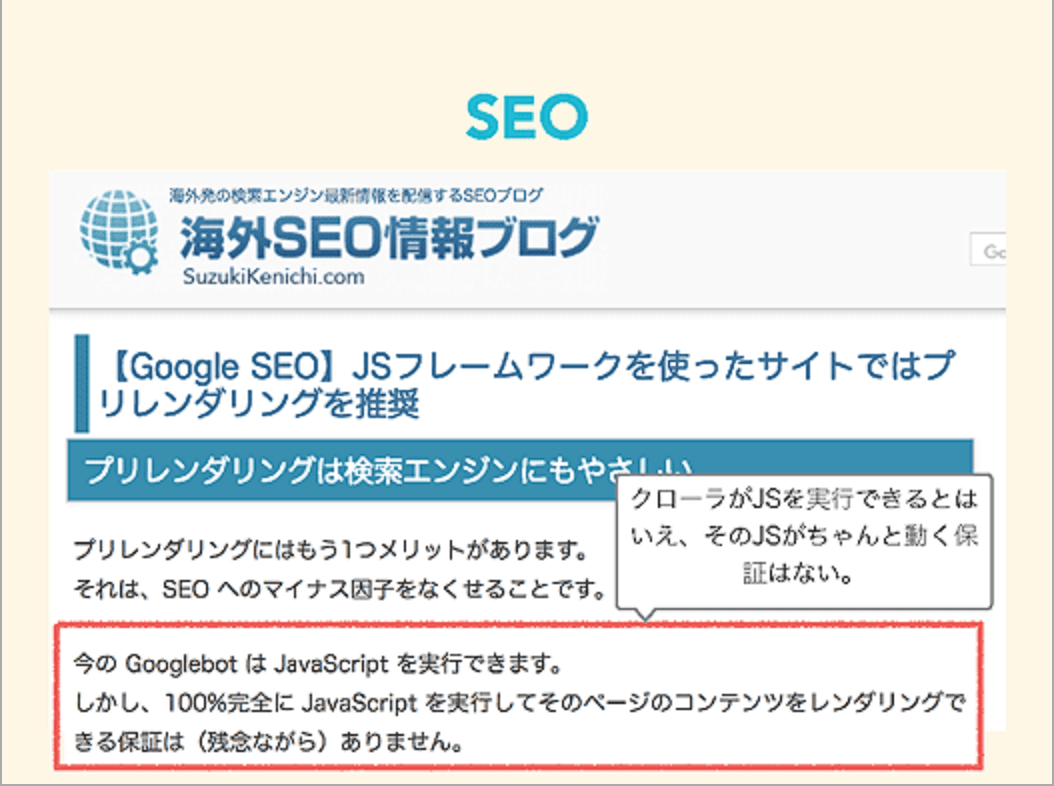 SEO
海外発の検索エンジン最新情報を配信するSEOブログ
海外SEO情報ブログ
SuzukiKenichi.com
Go
【Google SEO】JSフレームワークを使ったサイトではプ
リレンダリングを推奨
プリレンダリングは検索エンジンにもやさしい
クローラがJSを実行できるとは
いえ、そのJSがちゃんと動く保
証はない。
プリレンダリングにはもう1つメリットがあります。
それは、SEO へのマイナス因子をなくせることです。
今の Googlebot は JavaScript を実行できます。
しかし、100%完全に JavaScript を実行してそのページのコンテンツをレンダリングで
きる保証は（残念ながら）ありません。